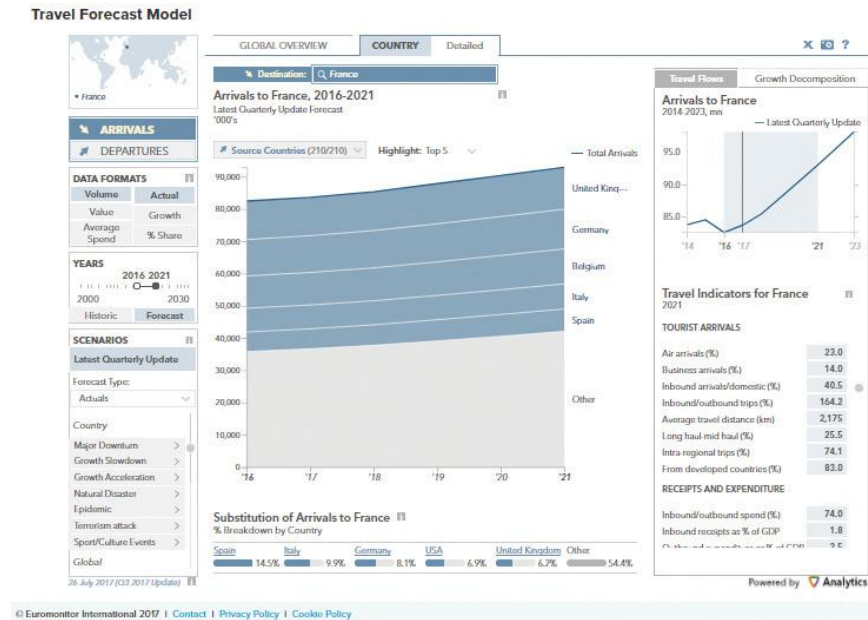 Travel Forecast Model
GLOBAL OVERVIEW
COUNTRY
Detailed
X
?
• France
Destination: France
Arrivals to France, 2016-2021
Latest Quarterly Update Forecast
'000's
ARRIVALS
DEPARTURES
Source Countries (210/210)
Highlight: Top 5
Total Arrivals
DATA FORMATS
Volume Actual
Value Growth
Average Spend % Share
YEARS
2016 2021
2000 2030
Historic Forecast
SCENARIOS
Latest Quarterly Update
Forecast Type:
Actuals
Country
Major Downturn >
Growth Slowdown >
Growth Acceleration >
Natural Disaster >
Epidemic >
Terrorism attack >
Sport/Culture Events >
Global
26 July 2017 (Q3 2017 Update)
90,000
80,000
70,000
60,000
50,000
40,000
30,000
20,000
10,000
0
'16 '17 '18 '19 '20 '21
United King...
Germany
Belgium
Italy
Spain
Other
Substitution of Arrivals to France
% Breakdown by Country
Spain Italy Germany USA United Kingdom Other
14.5% 9.9% 8.1% 6.9% 6.2% 54.4%
Travel Flows
Growth Decomposition
Arrivals to France
2014-2023, mn
Latest Quarterly Update
95.0
90.0
85.0
'14 '16 '17 '21 '23
Travel Indicators for France
2021
TOURIST ARRIVALS
Air arrivals (%) 23.0
Business arrivals (%) 14.0
Inbound arrivals/domestic (%) 40.5
Inbound/outbound trips (%) 164.2
Average travel distance (km) 2,175
Long haul-mid haul (%) 25.5
Intra-regional trips (%) 74.1
From developed countries (%) 83.0
RECEIPTS AND EXPENDITURE
Inbound/outbound spend (%) 74.0
Inbound receipts as % of GDP 1.8
Powered by Analytics
© Euromonitor International 2017 | Contact | Privacy Policy | Cookie Policy